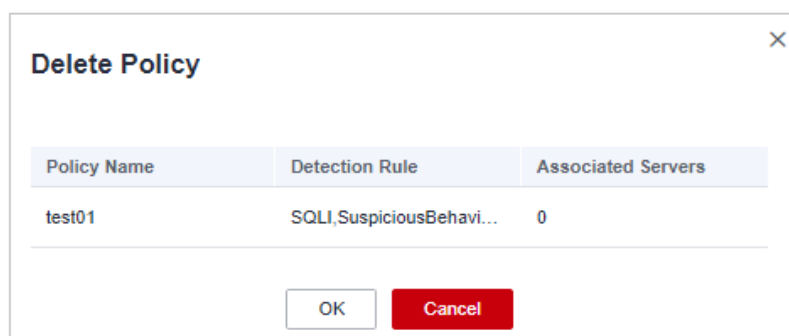 Delete Policy
Policy Name Detection Rule Associated Servers
test01 SQLI,SuspiciousBehavi... 0
OK Cancel